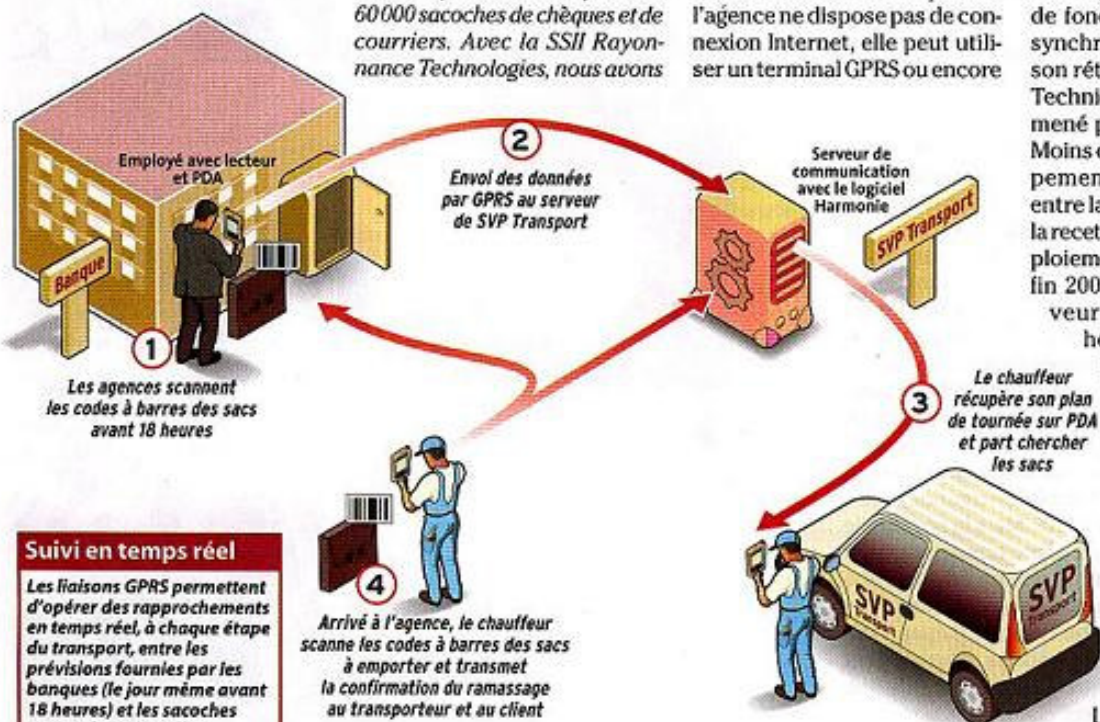 60 000 sacoches de chèques et de
courriers. Avec la SSII Rayon-
nance Technologies, nous avons
l'agence ne dispose pas de con-
nexion Internet, elle peut utili-
ser un terminal GPRS ou encore
de fon
synchr
son rét
Techni
mené p
Moins
pemen
entre la
la recet
ploiem
fin 200
veur
Employé avec lecteur
et PDA
Banque
1
Les agences scannent
les codes à barres des sacs
avant 18 heures
2
Envoi des données
par GPRS au serveur
de SVP Transport
Serveur de
communication
avec le logiciel
Harmonie
SVP Transport
3
Le chauffeur
récupère son plan
de tournée sur PDA
et part chercher
les sacs
SVP
Transport
SVP
Transport
4
Arrivé à l'agence, le chauffeur
scanne les codes à barres des sacs
à emporter et transmet
la confirmation du ramassage
au transporteur et au client
Suivi en temps réel
Les liaisons GPRS permettent
d'opérer des rapprochements
en temps réel, à chaque étape
du transport, entre les
prévisions fournies par les
banques (le jour même avant
18 heures) et les sacoches